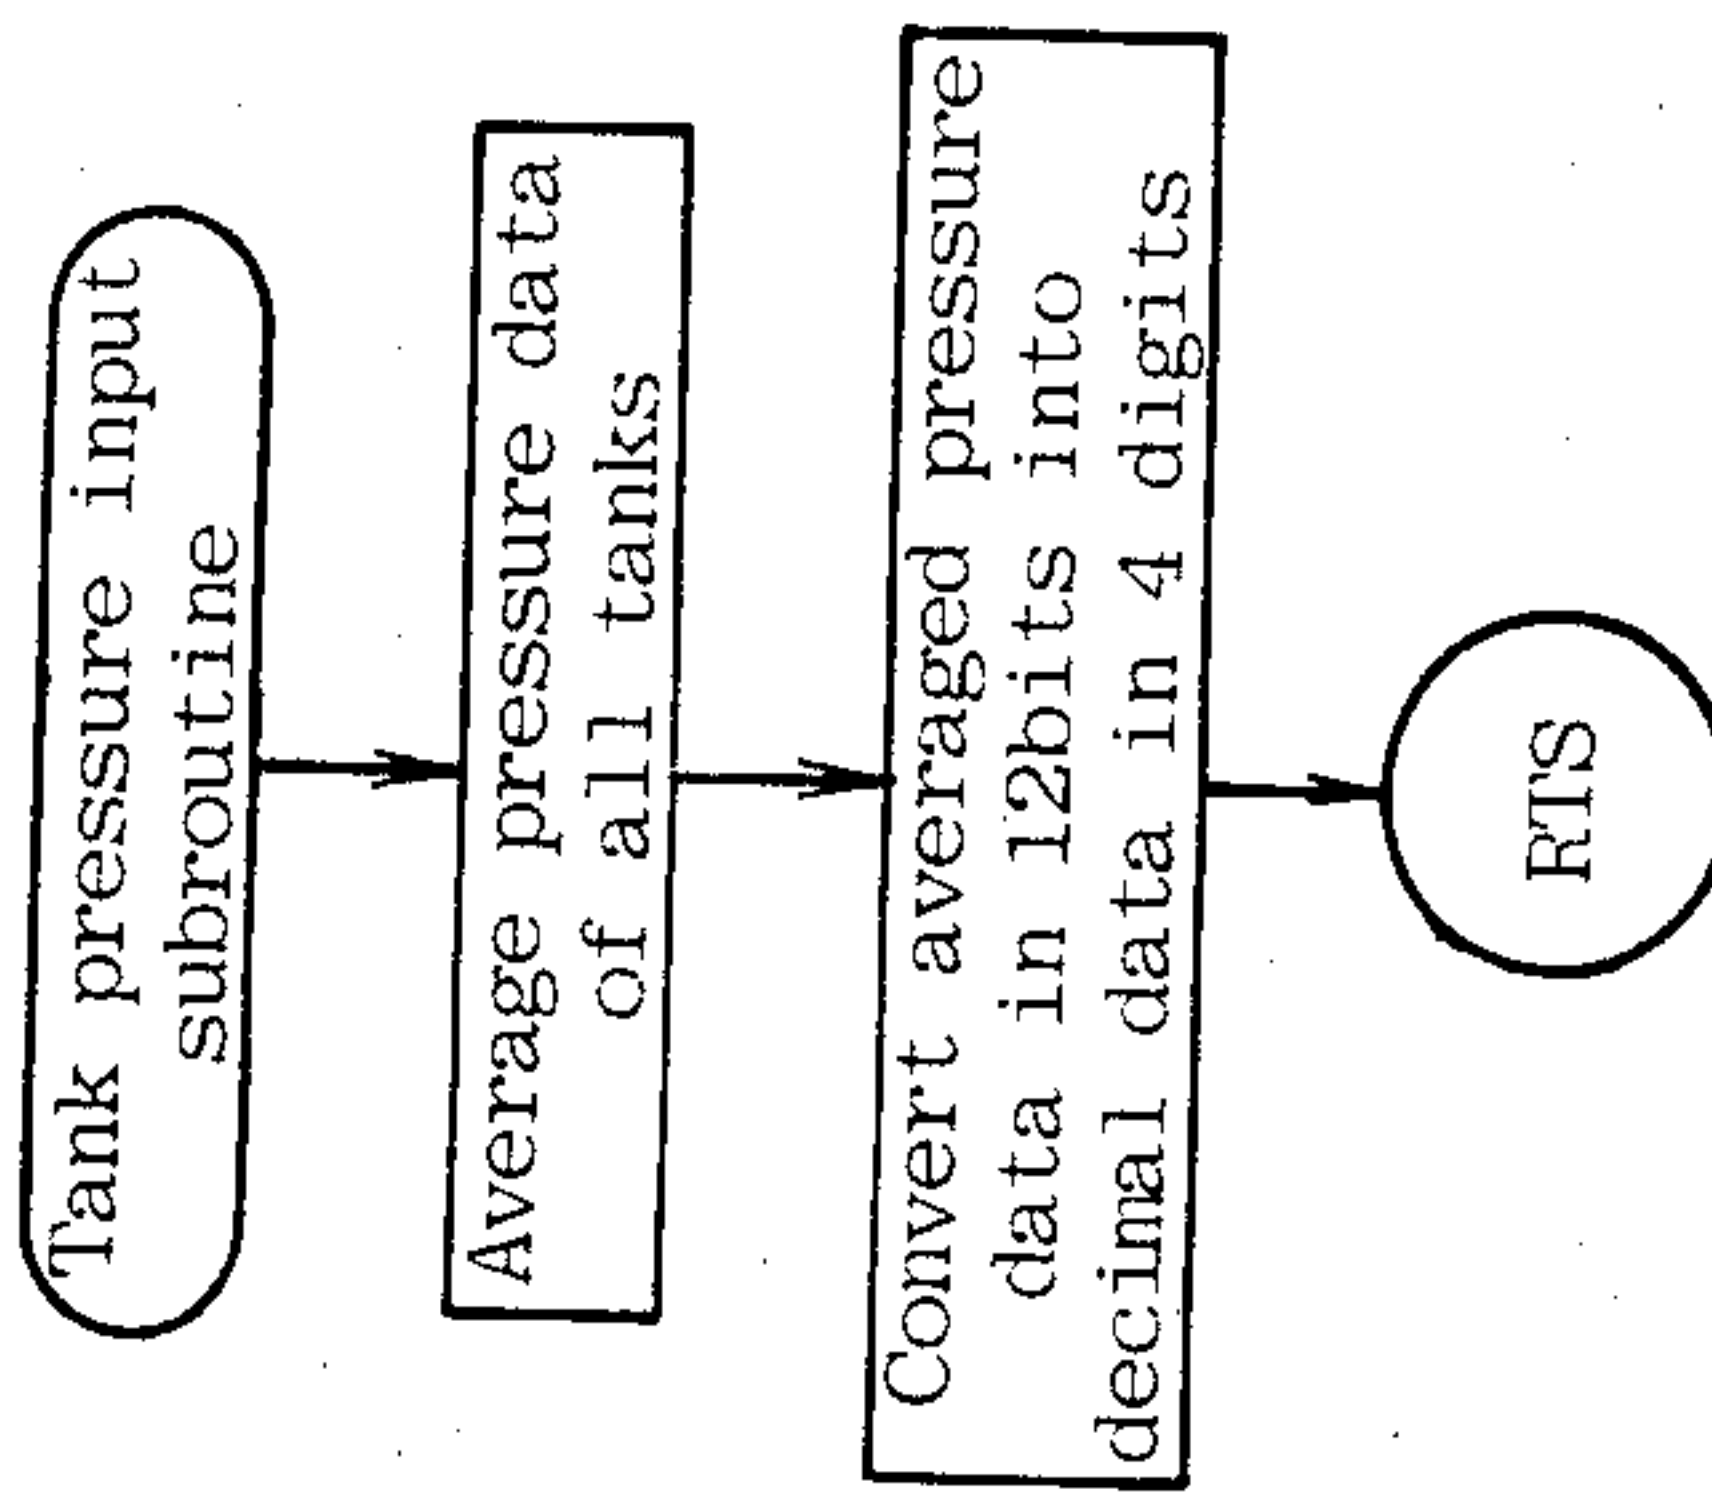 Tank pressure input
subroutine
Average pressure data
of all tanks
Convert averaged pressure
data in 12bits into
decimal data in 4 digits
RTS